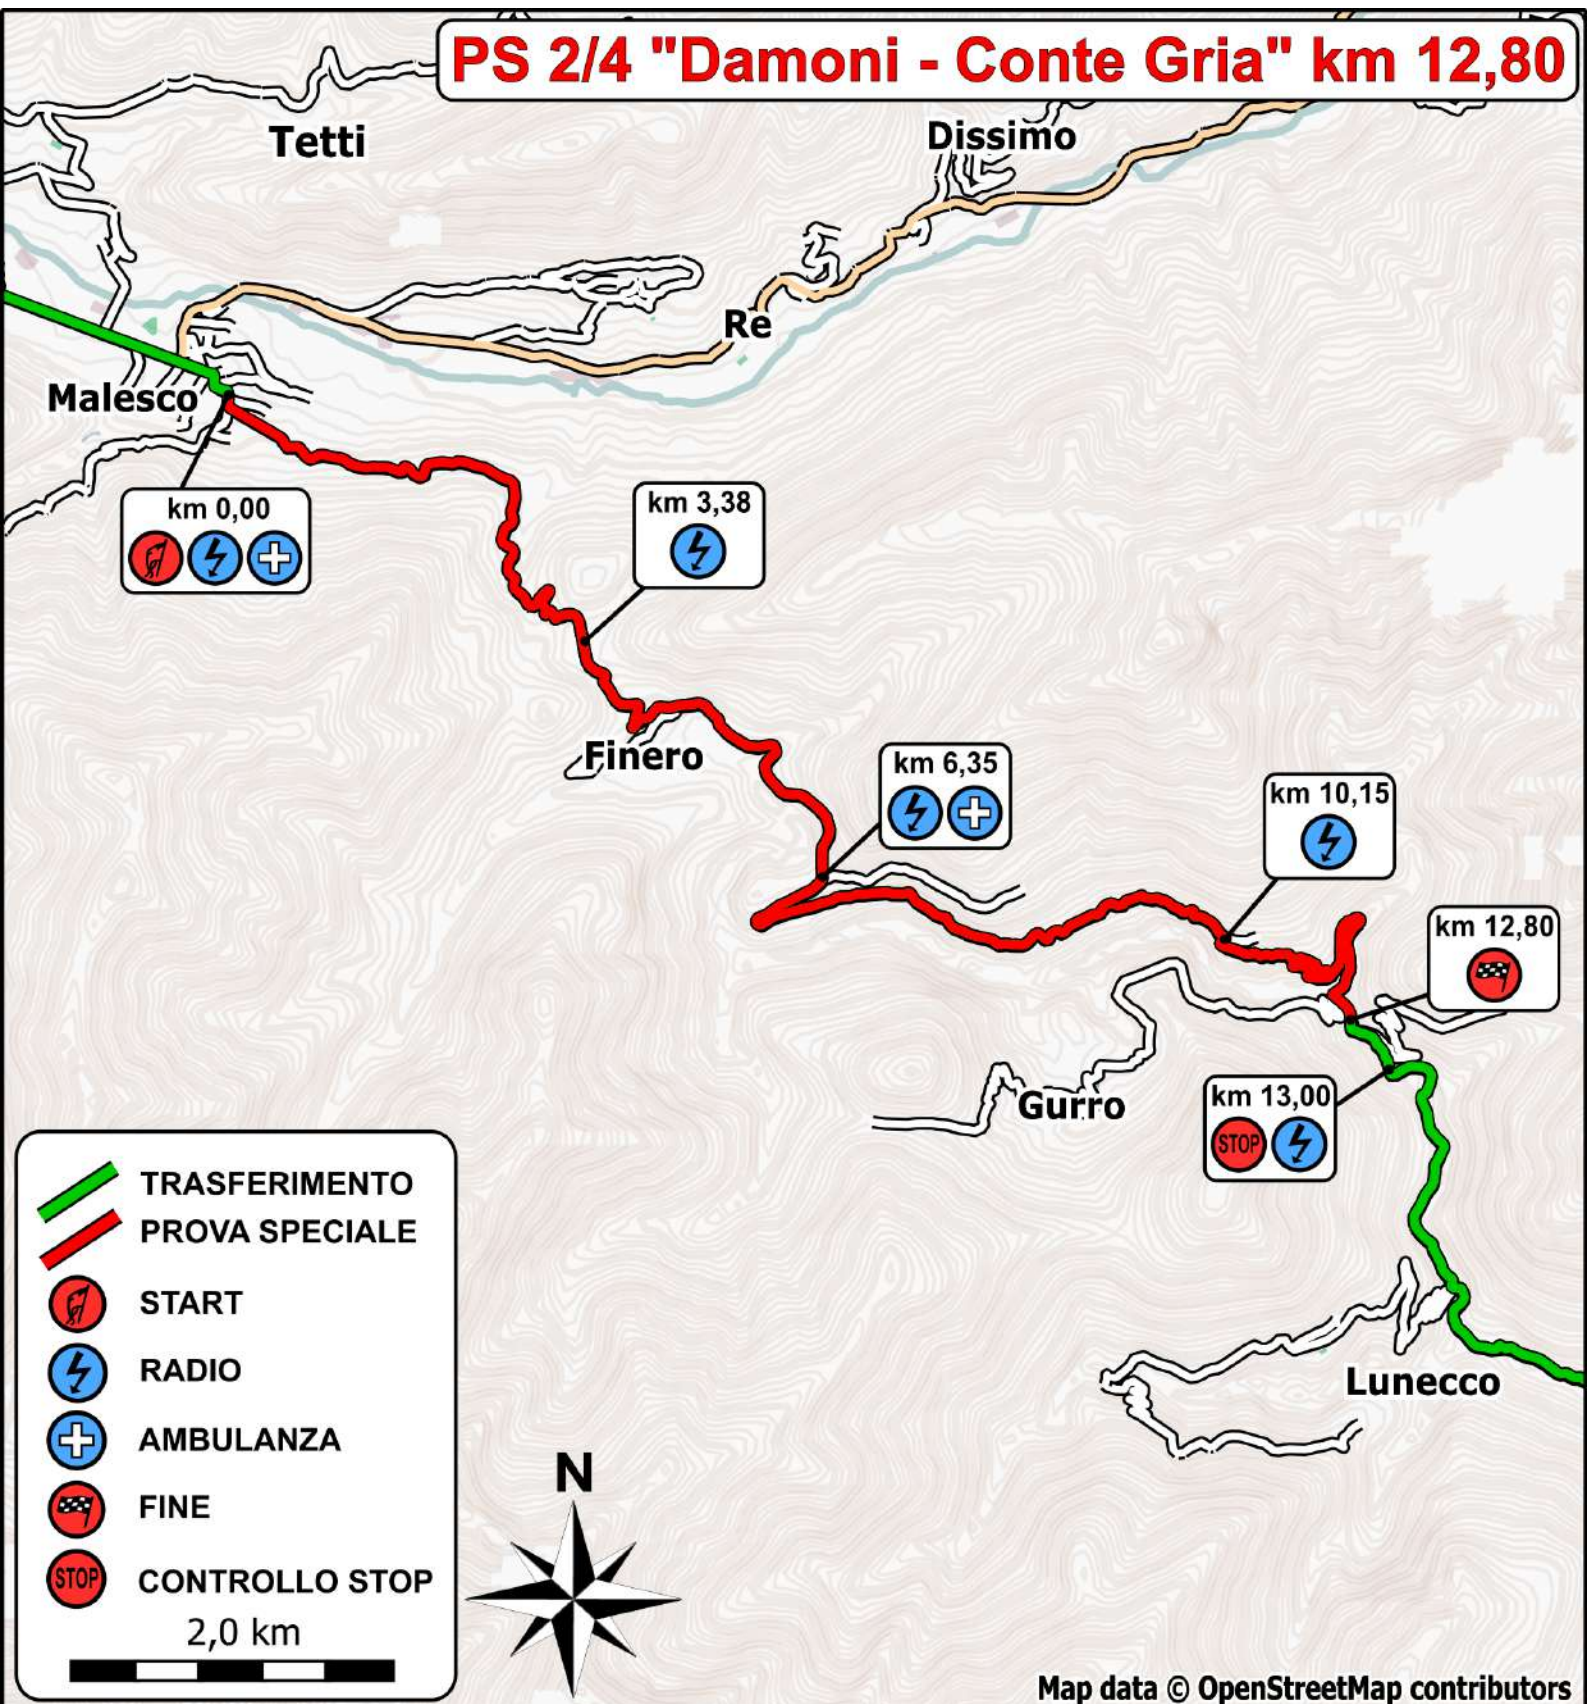 PS 2/4 "Damoni - Conte Gria" km 12,80
Tetti
Dissimo
Re
Malesco
km 0,00
km 3,38
Finero
km 6,35
km 10,15
km 12,80
Gurro
km 13,00
STOP
Lunecco
TRASFERIMENTO
PROVA SPECIALE
START
RADIO
AMBULANZA
FINE
STOP CONTROLLO STOP
2,0 km
N
Map data © OpenStreetMap contributors